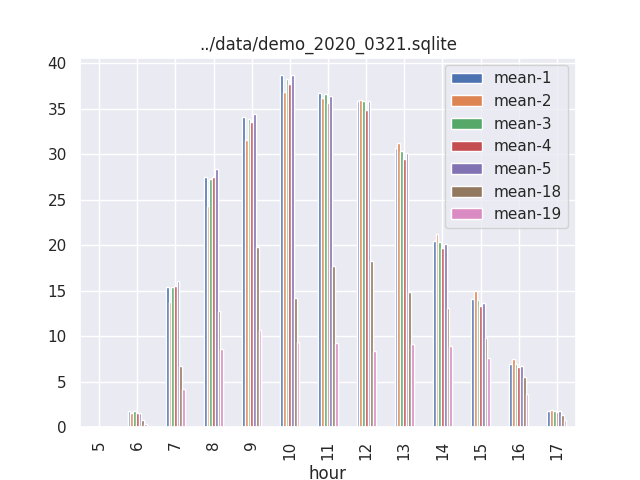 ../data/demo_2020_0321.sqlite
40
35
30
25
20
15
10
5
0
mean-1
mean-2
mean-3
mean-4
mean-5
mean-18
mean-19
5 6 7 8 9 10 11 12 13 14 15 16 17
hour